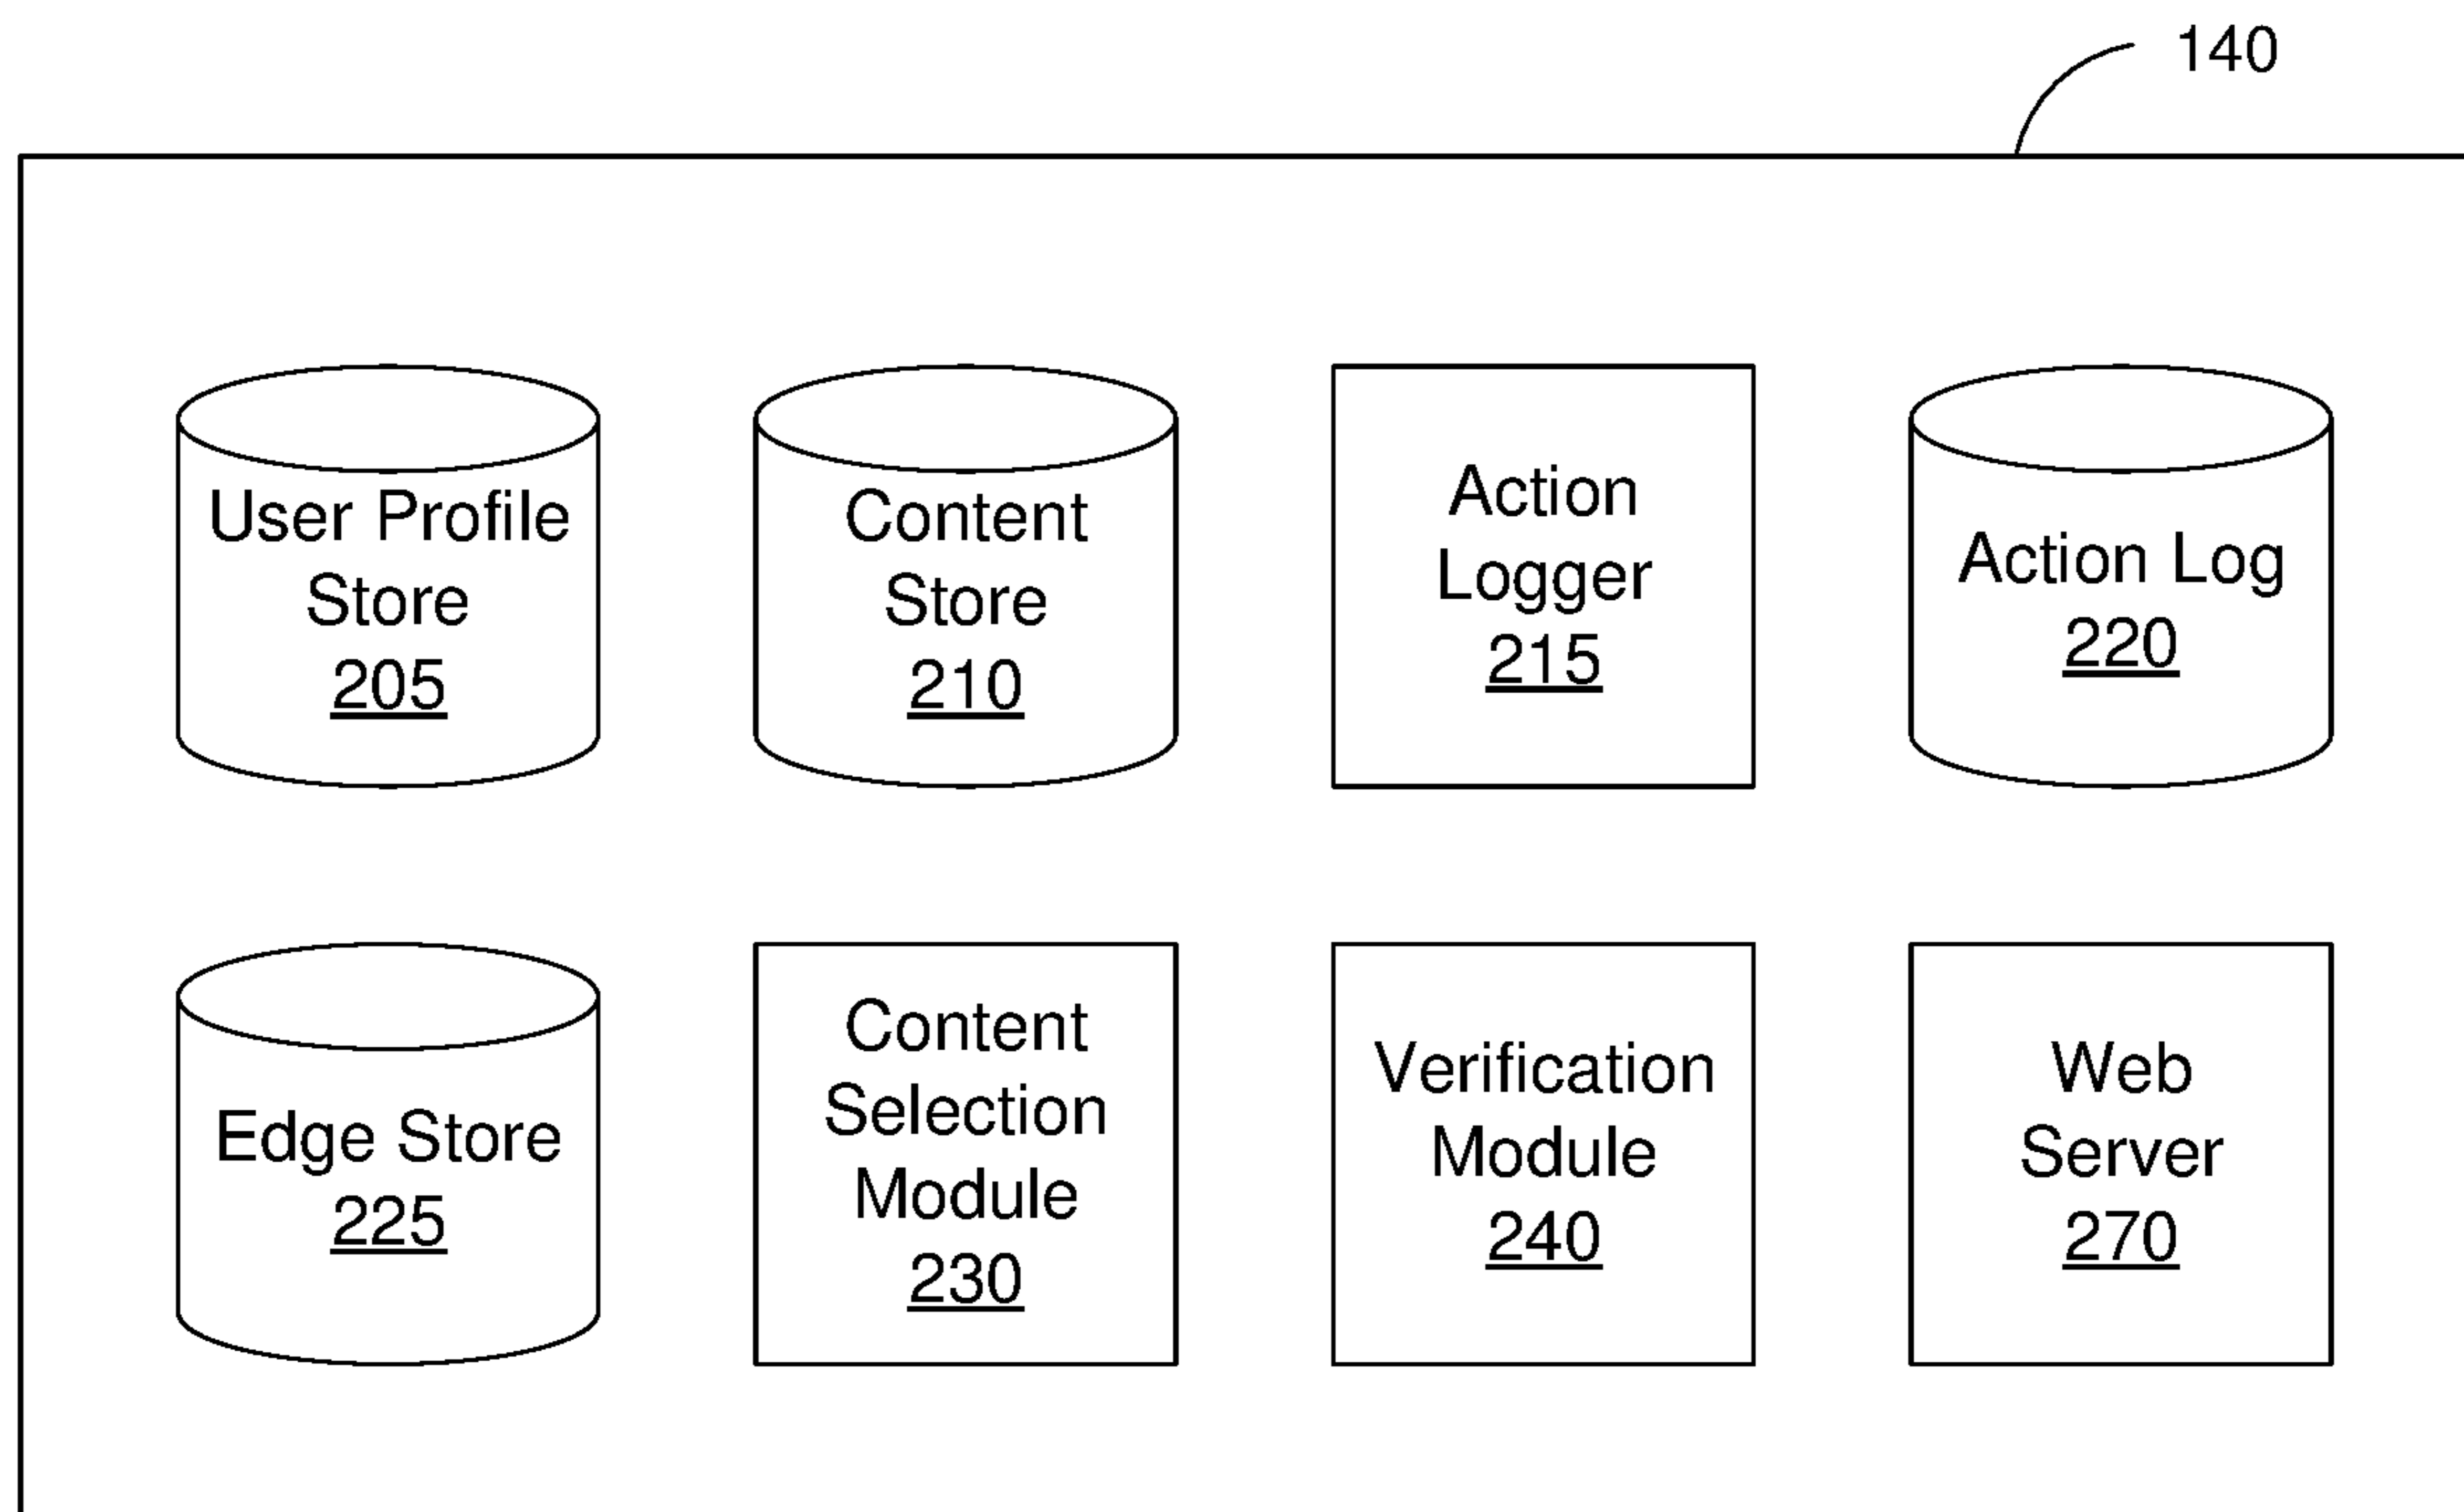 140
User Profile
Store
205
Content
Store
210
Action
Logger
215
Action Log
220
Edge Store
225
Content
Selection
Module
230
Verification
Module
240
Web
Server
270